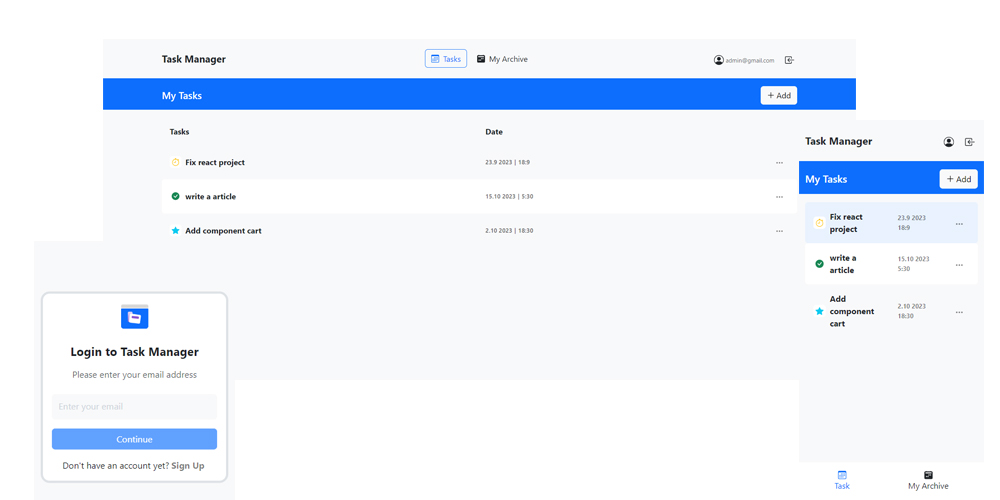 Task Manager
Tasks
My Archive
admin@gmail.com
My Tasks
+ Add
Tasks Date
Fix react project 23.9 2023 | 18:9 ...
write a article 15.10 2023 | 5:30 ...
Add component cart 2.10 2023 | 18:30 ...
Login to Task Manager
Please enter your email address
Enter your email
Continue
Don't have an account yet? Sign Up
Task Manager
My Tasks
+ Add
Fix react
project
23.9 2023
18:9
...
write a
article
15.10 2023
5:30
...
Add
component
cart
2.10 2023
18:30
...
Task
My Archive